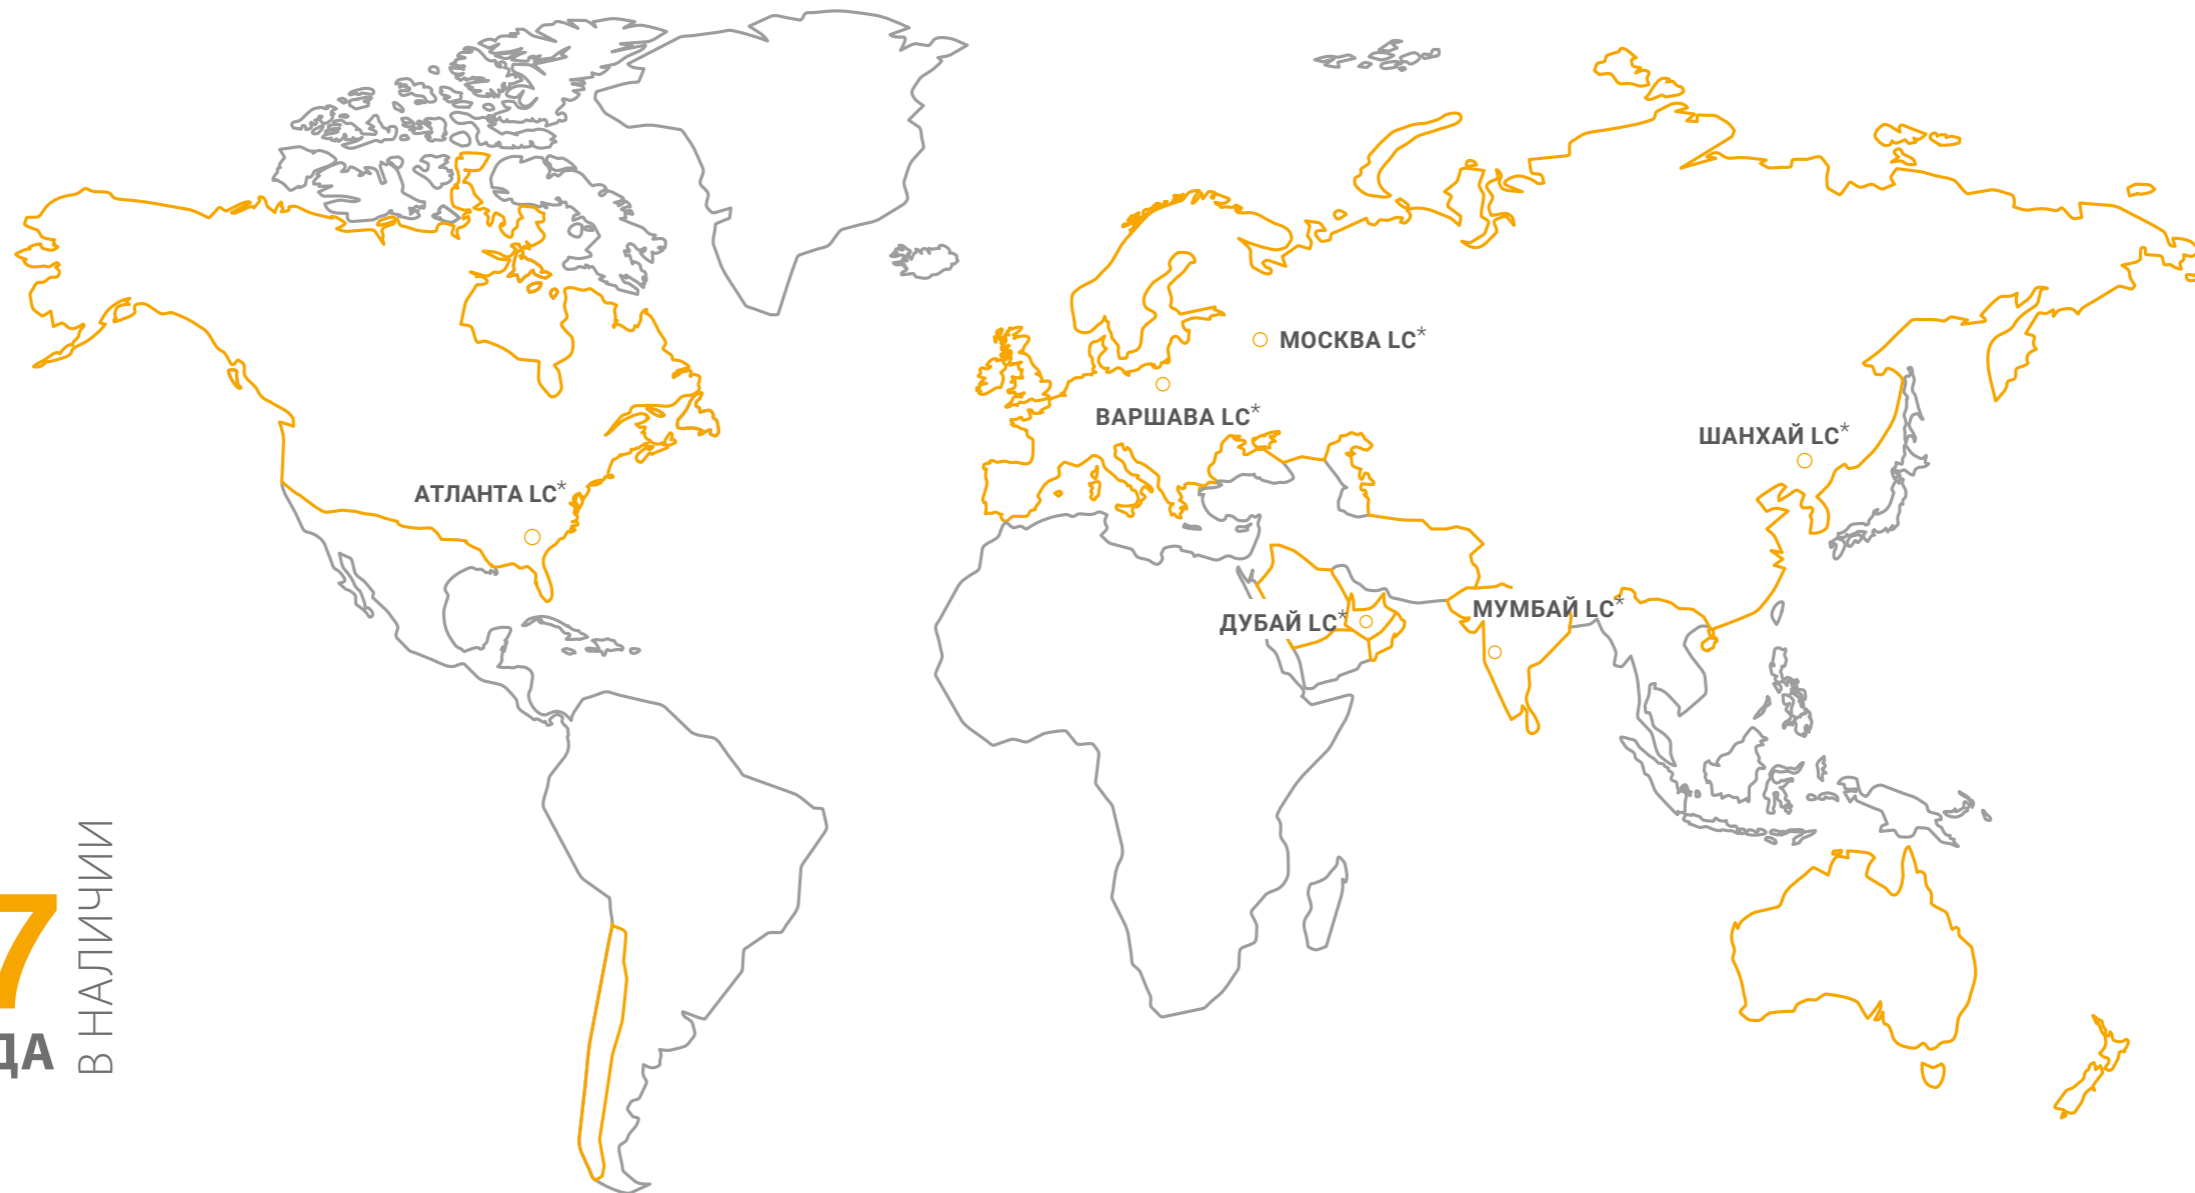 МОСКВА LC*
ВАРШАВА LC*
ШАНХАЙ LC*
АТЛАНТА LC*
ДУБАЙ LC*
МУМБАЙ LC*
7
ДА
В НАЛИЧИИ